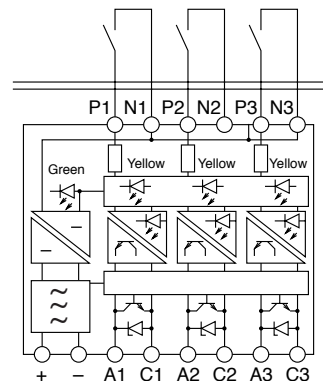 P1 N1 P2 N2 P3 N3
Yellow Yellow Yellow
Green
– –
~
~
~
+ – A1 C1 A2 C2 A3 C3